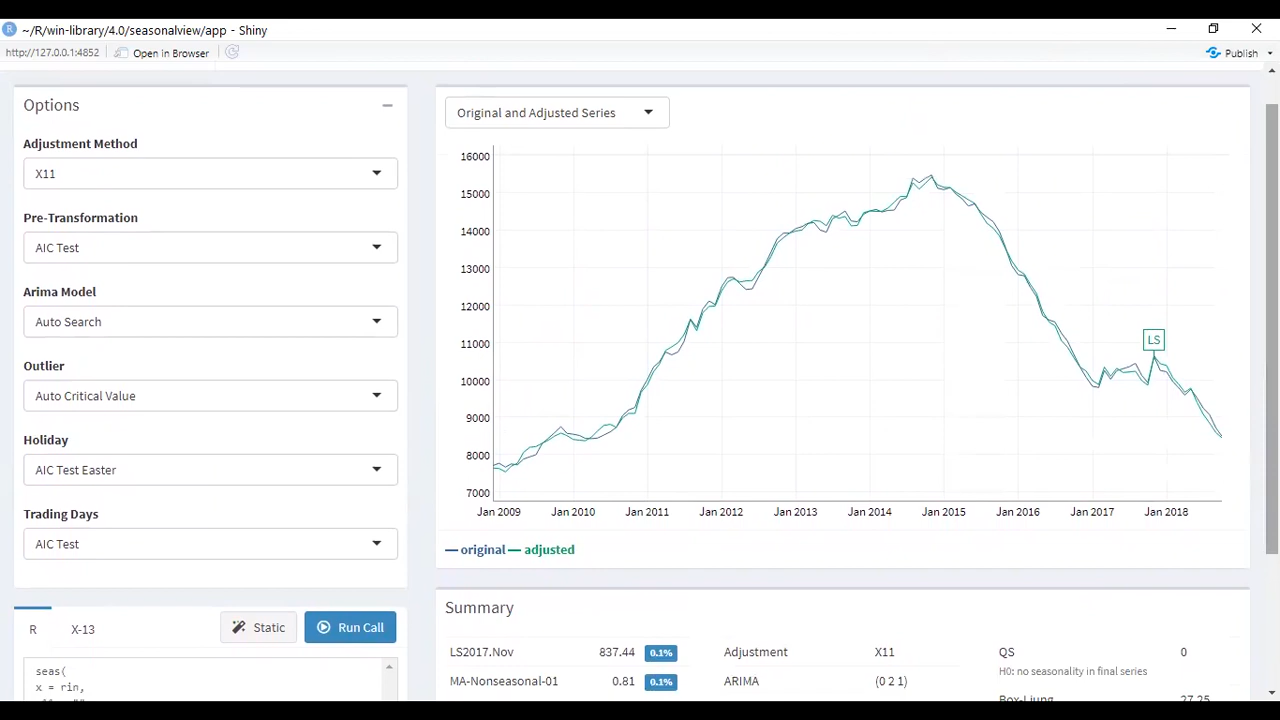 ~/R/win-library/4.0/seasonalview/app - Shiny
http://127.0.0.1:4852 Open in Browser Publish
Options
Adjustment Method
X11
Pre-Transformation
AIC Test
Arima Model
Auto Search
Outlier
Auto Critical Value
Holiday
AIC Test Easter
Trading Days
AIC Test
R X-13 Static Run Call
seas(
x = rin,
Original and Adjusted Series
16000
15000
14000
13000
12000
11000
10000
9000
8000
7000
LS
Jan 2009 Jan 2010 Jan 2011 Jan 2012 Jan 2013 Jan 2014 Jan 2015 Jan 2016 Jan 2017 Jan 2018
original adjusted
Summary
LS2017.Nov 837.44 0.1% Adjustment X11 QS 0
H0: no seasonality in final series
MA-Nonseasonal-01 0.81 0.1% ARIMA (0 2 1)
Box-Ljung 27.25